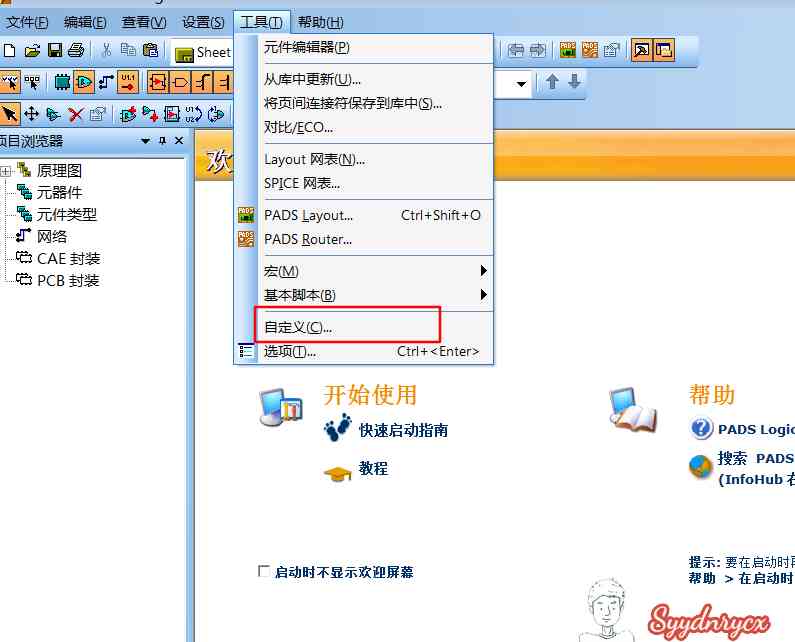 文件(F) 编辑(E) 查看(V) 设置(S) 工具(T) 帮助(H)
Sheet
元件编辑器(P)
从库中更新(U)...
将页间连接符保存到库中(S)...
对比/ECO...
Layout 网表(N)...
SPICE 网表...
PADS Layout... Ctrl+Shift+O
PADS Router...
宏(M)
基本脚本(B)
自定义(C)...
选项(T)... Ctrl+<Enter>
项目浏览器
原理图
元器件
元件类型
网络
CAE 封装
PCB 封装
欢
开始使用
快速启动指南
教程
启动时不显示欢迎屏幕
帮助
PADS Logic
搜索 PADS
(InfoHub 在
提示: 要在启动时再
帮助 > 在启动时
Syydnrycx